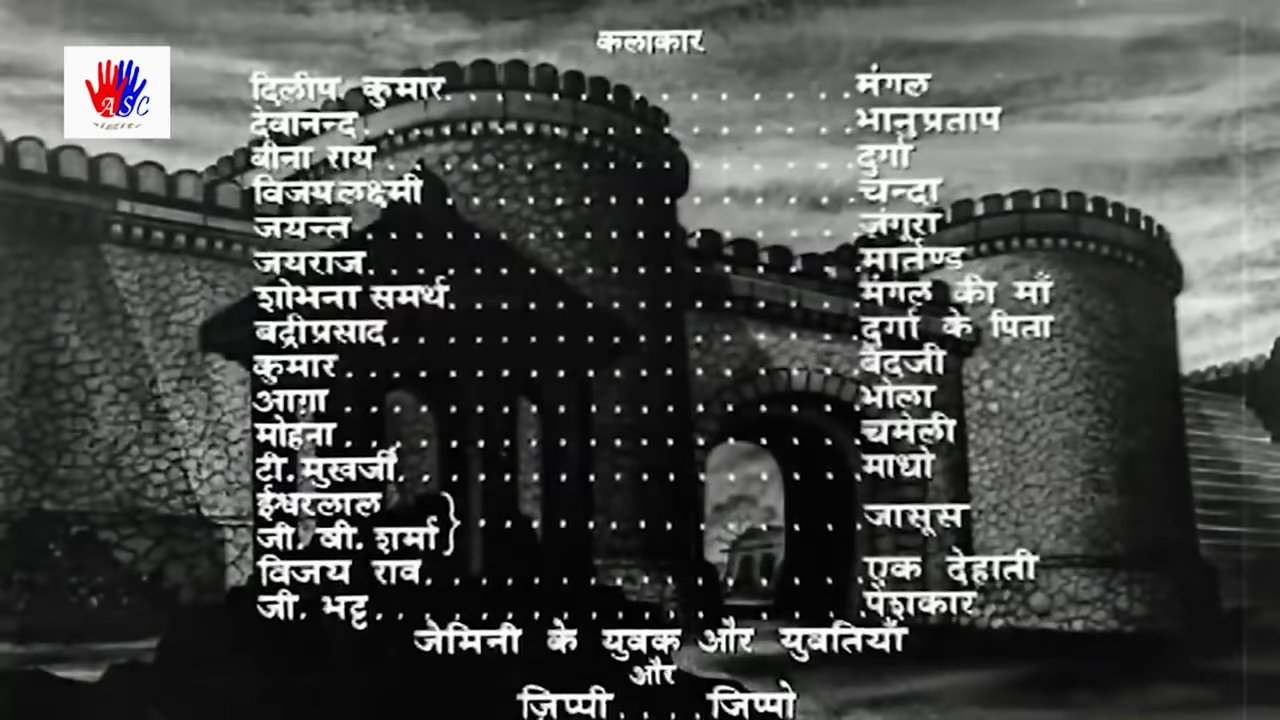 कलाकार
ASC
दिलीप कुमार. . . . . . . . . . . . . . . . मंगल
देवानन्द. . . . . . . . . . . . . . . . . . भानुप्रताप
बीना राय . . . . . . . . . . . . . . . . . दुर्गा
विजयलक्ष्मी . . . . . . . . . . . . . . . चन्दा
जयन्त . . . . . . . . . . . . . . . . . . ज़ंगूरा
जयराज. . . . . . . . . . . . . . . . . . मार्तण्ड
शोभना समर्थ. . . . . . . . . . . . . . . मंगल की माँ
बद्रीप्रसाद. . . . . . . . . . . . . . . . . दुर्गा के पिता
कुमार . . . . . . . . . . . . . . . . . . . बैदजी
आग़ा . . . . . . . . . . . . . . . . . . . भोला
मोहना . . . . . . . . . . . . . . . . . . . चमेली
टी. मुखर्जी. . . . . . . . . . . . . . . . . माधो
ईश्वरलाल
जी. वी. शर्मा } . . . . . . . . . . . . . . जासूस
विजय राव. . . . . . . . . . . . . . . . एक देहाती
जी. भट्ट. . . . . . . . . . . . . . . . . . पेशकार
जेमिनी के युवक और युवतियाँ
और
ज़िप्पी. . . . जिप्पो